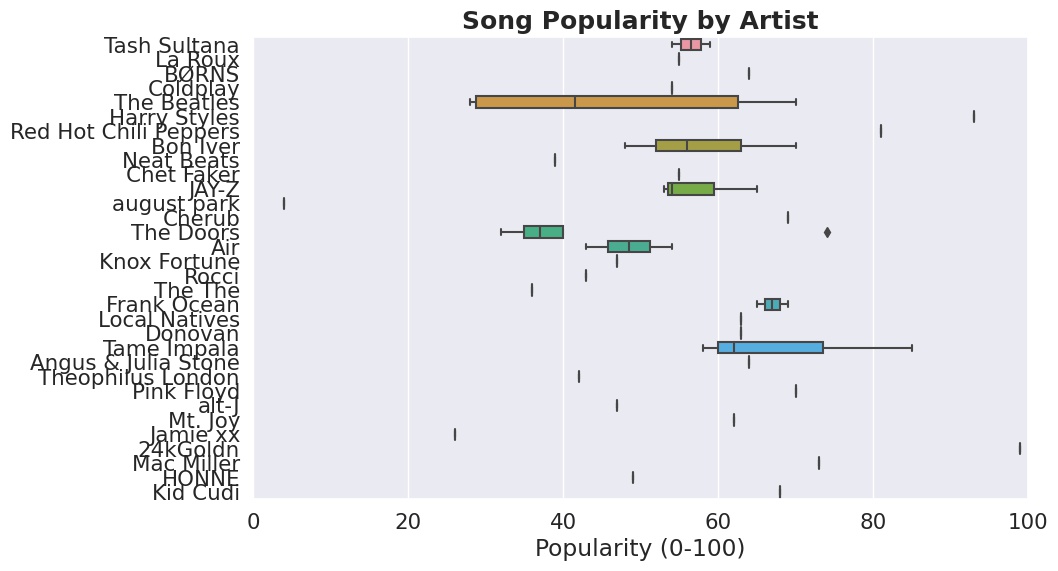 Song Popularity by Artist
Tash Sultana
La Roux
BØRNS
Coldplay
The Beatles
Harry Styles
Red Hot Chili Peppers
Bon Iver
Neat Beats
Chet Faker
JAY-Z
august park
Cherub
The Doors
Air
Knox Fortune
Rocci
The The
Frank Ocean
Local Natives
Donovan
Tame Impala
Angus & Julia Stone
Theophilus London
Pink Floyd
alt-J
Mt. Joy
Jamie xx
24kGoldn
Mac Miller
HONNE
Kid Cudi
0 20 40 60 80 100
Popularity (0-100)